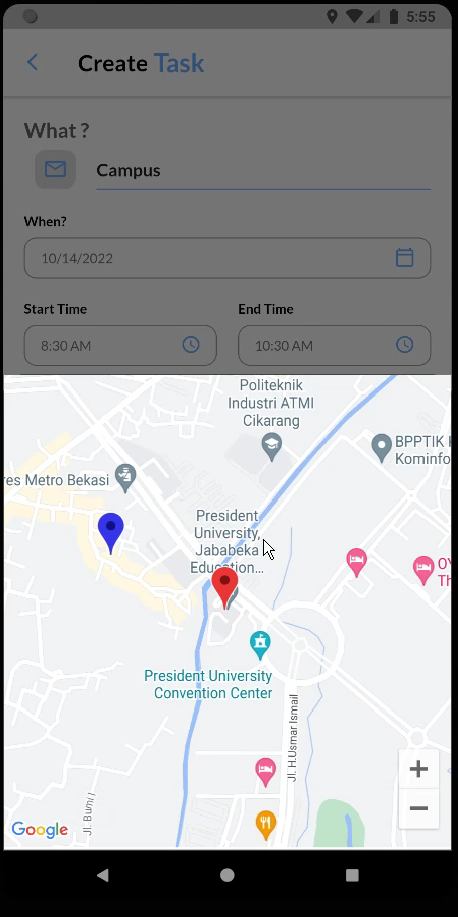 5:55
Create Task
What ?
Campus
When?
10/14/2022
Start Time
End Time
8:30 AM
10:30 AM
Politeknik
Industri ATMI
Cikarang
BPPTIK K
Kominfo
res Metro Bekasi
President
University,
Jababeka
Education...
OY
Th
President University
Convention Center
Jl. H.Usmar Ismail
Jl. Bumi I
+
−
Google